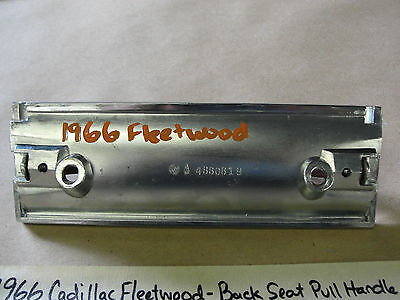 1966 Fleetwood
4880818
1966 Cadillac Fleetwood - Back Seat Pull Handle